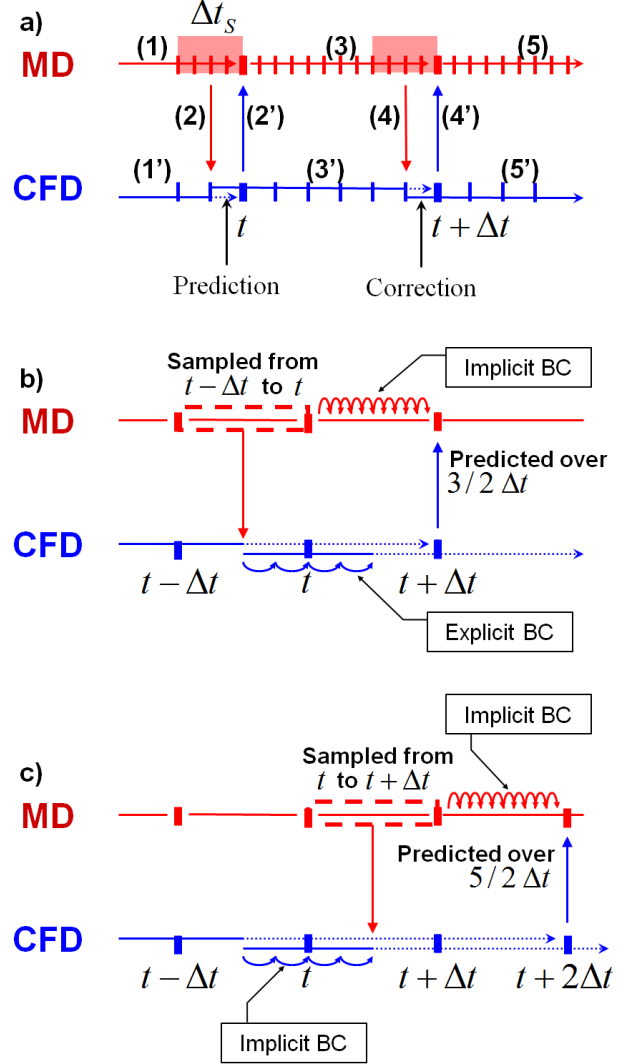 a)
Δt_S
(1) (3) (5)
MD
(2) (2') (4) (4')
(1') (3') (5')
CFD
t t + Δt
Prediction Correction
b)
Sampled from
t − Δt to t
Implicit BC
MD
Predicted over
3/2 Δt
CFD
t − Δt t t + Δt
Explicit BC
Implicit BC
c)
Sampled from
t to t + Δt
MD
Predicted over
5/2 Δt
CFD
t − Δt t t + Δt t + 2Δt
Implicit BC